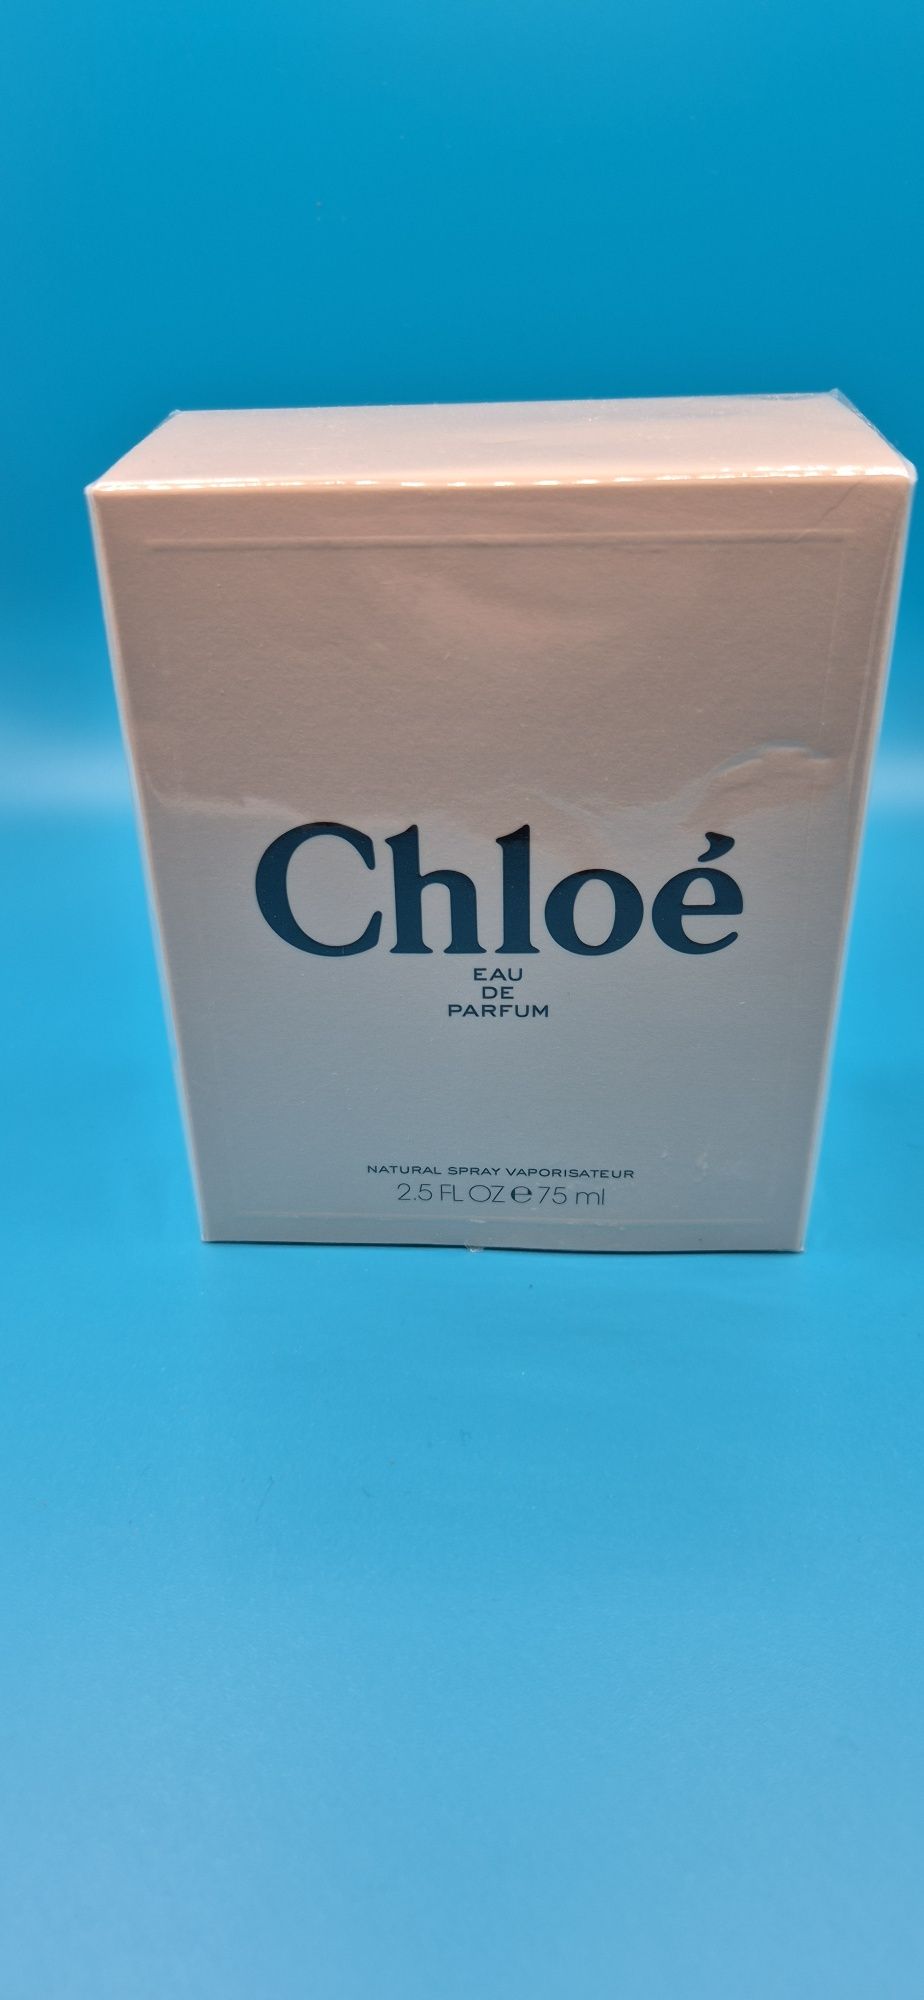 Chloé
EAU
DE
PARFUM
NATURAL SPRAY VAPORISATEUR
2.5 FL OZ ℮ 75 ml